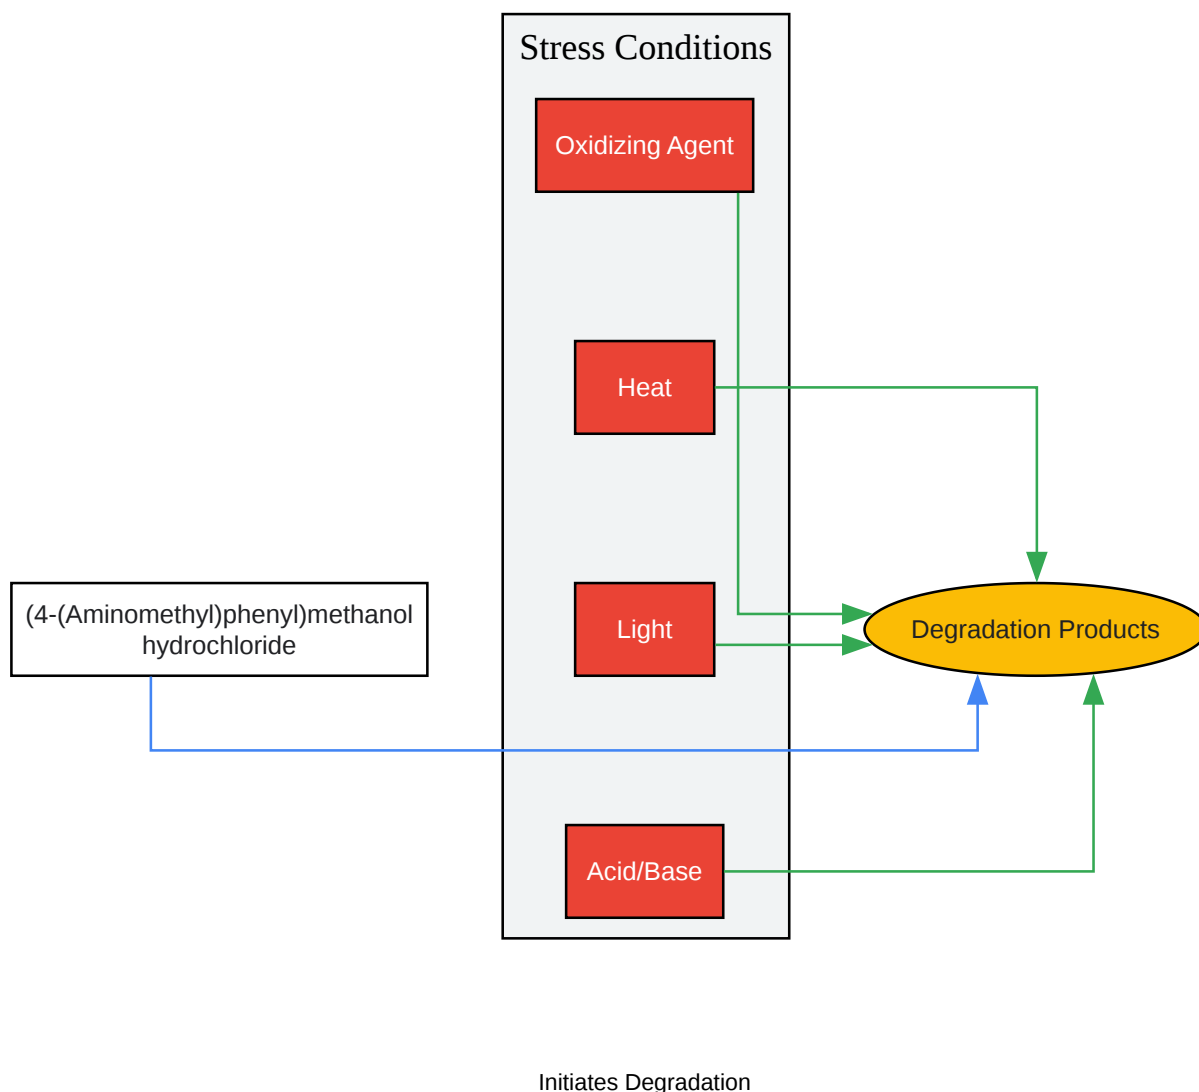 Stress Conditions
Oxidizing Agent
Heat
Light
(4-(Aminomethyl)phenyl)methanol
hydrochloride
Degradation Products
Acid/Base
Initiates Degradation